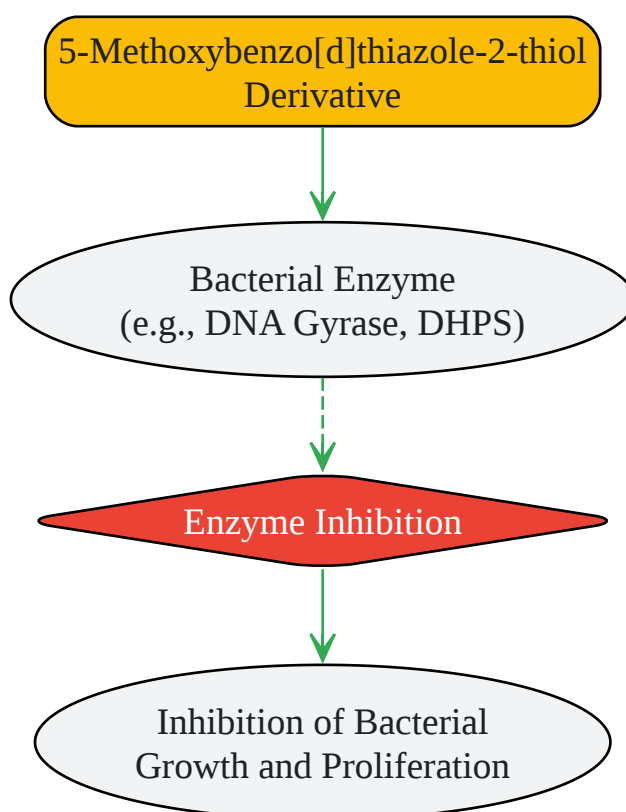 5-Methoxybenzo[d]thiazole-2-thiol
Derivative
Bacterial Enzyme
(e.g., DNA Gyrase, DHPS)
Enzyme Inhibition
Inhibition of Bacterial
Growth and Proliferation